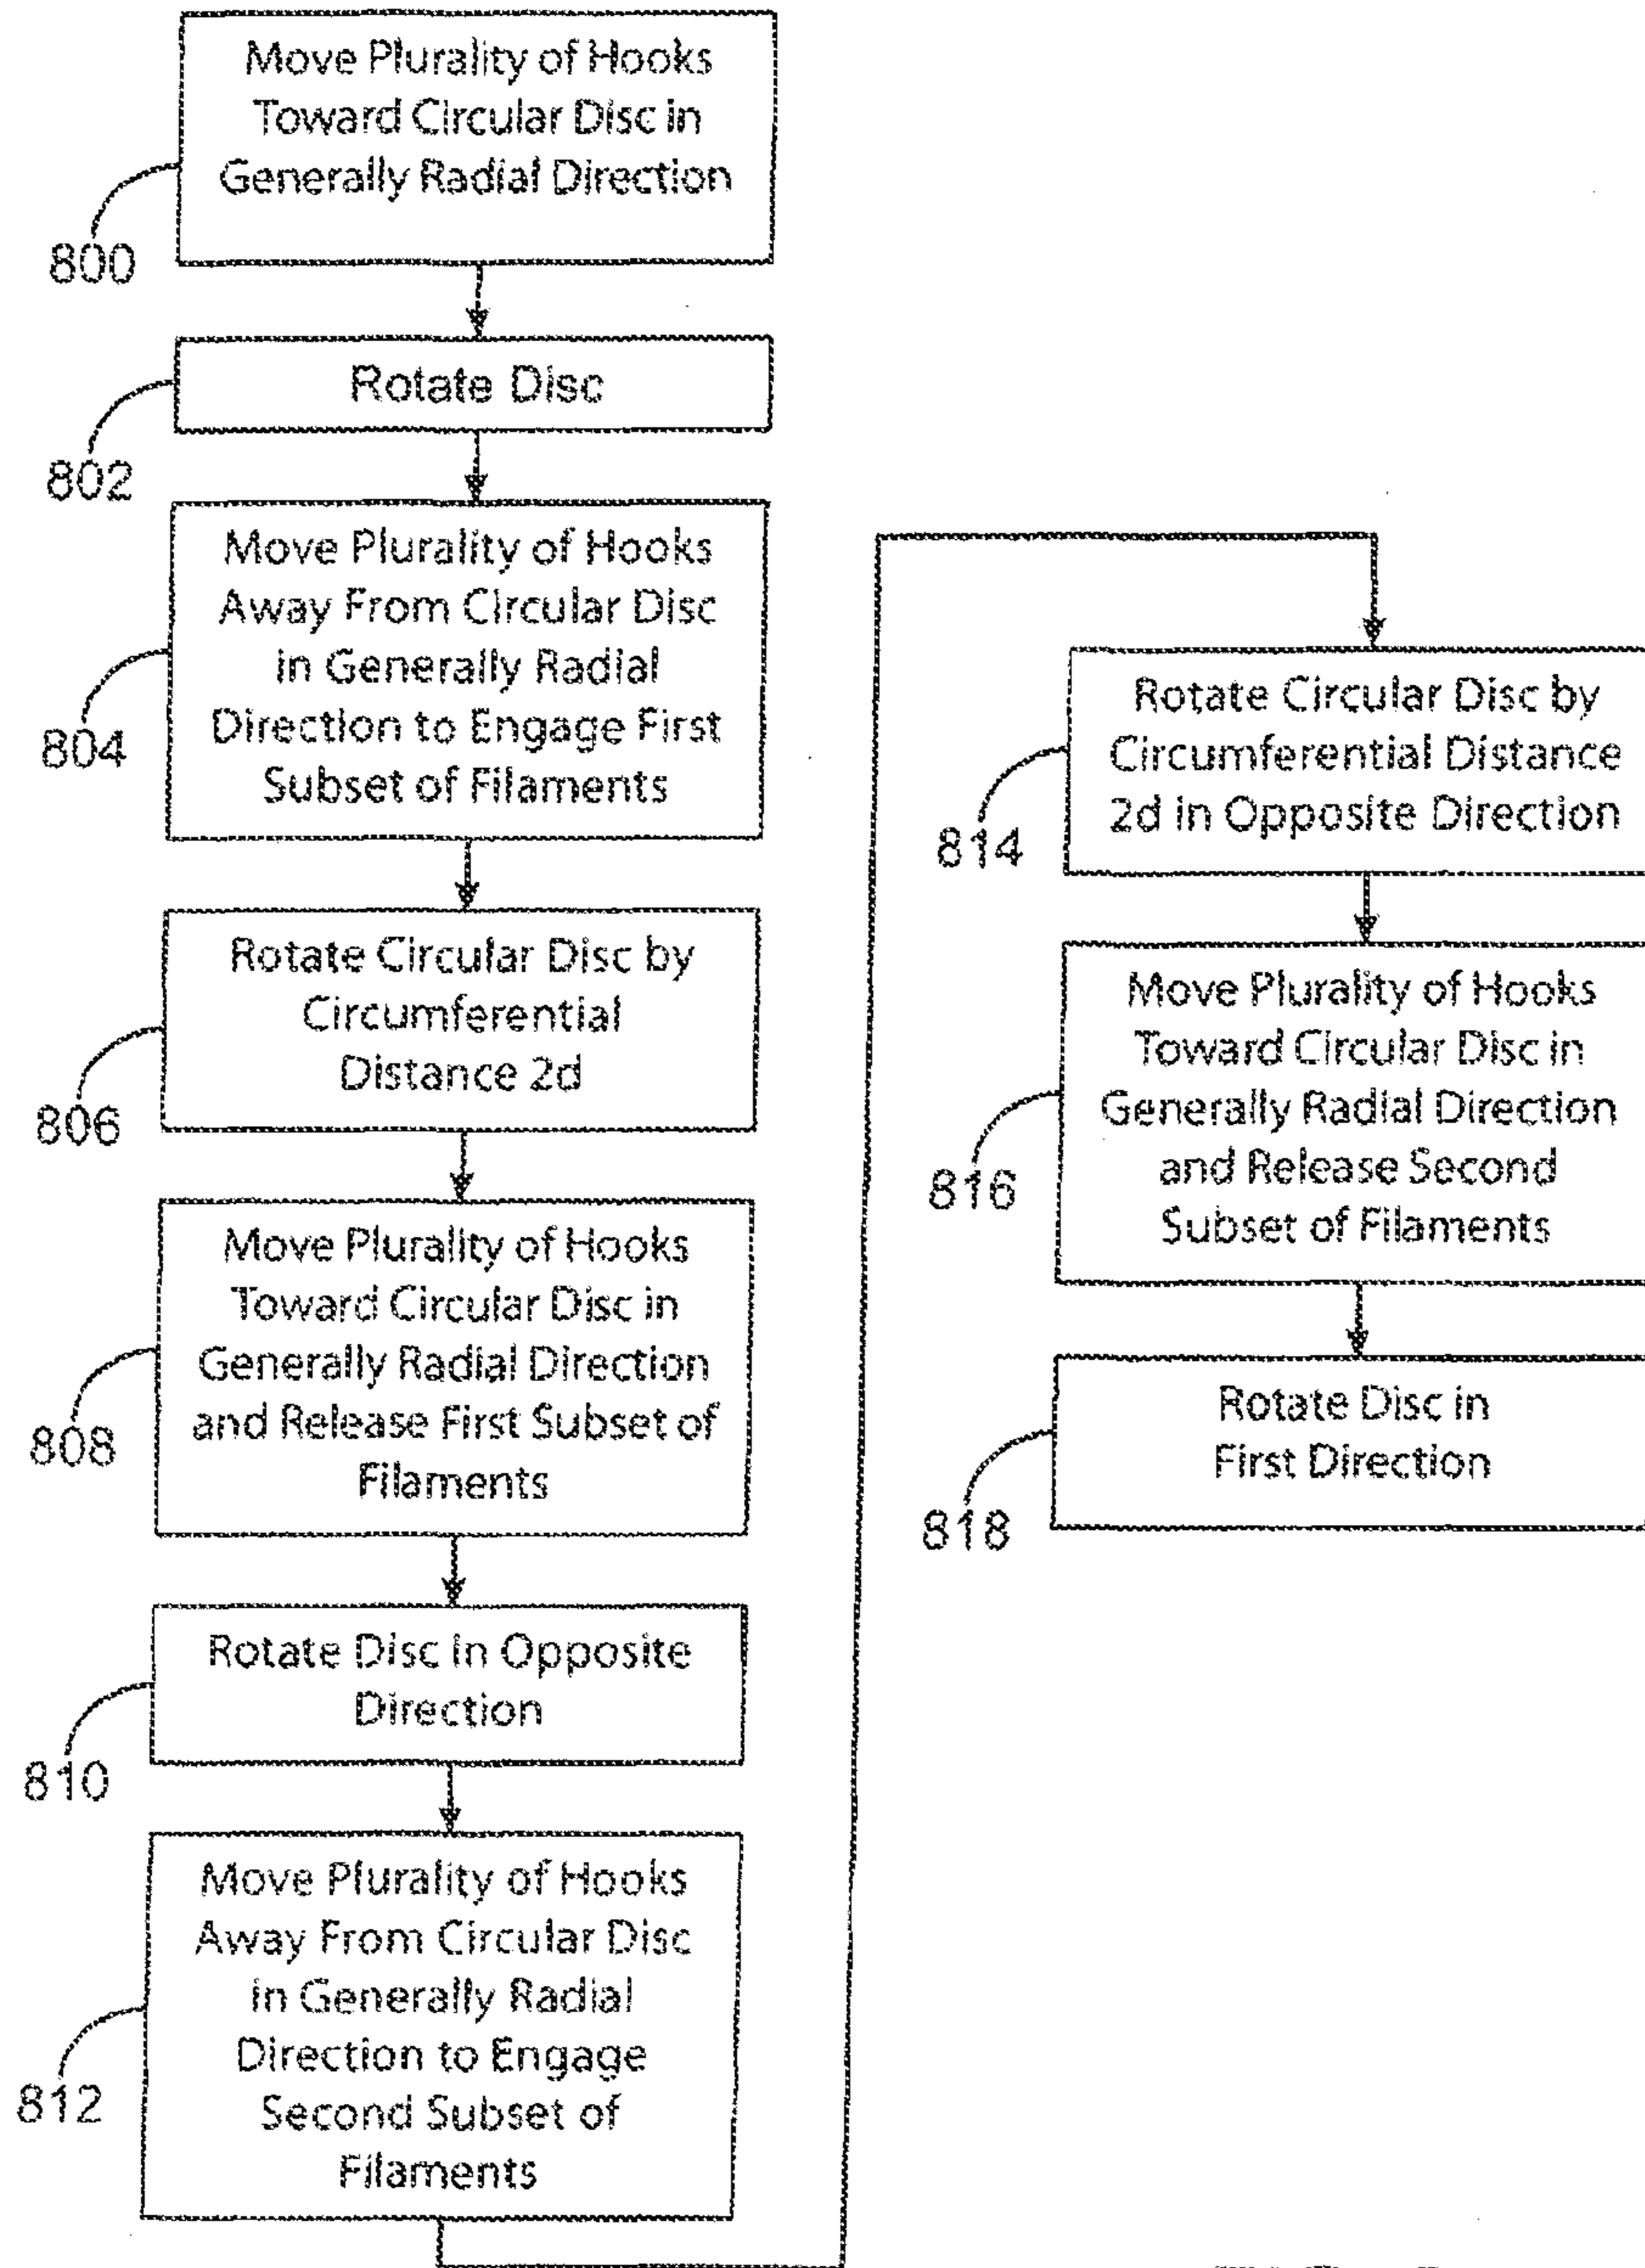 Move Plurality of Hooks
Toward Circular Disc in
Generally Radial Direction
800
Rotate Disc
802
Move Plurality of Hooks
Away From Circular Disc
in Generally Radial
Direction to Engage First
Subset of Filaments
804
Rotate Circular Disc by
Circumferential
Distance 2d
806
Move Plurality of Hooks
Toward Circular Disc in
Generally Radial Direction
and Release First Subset of
Filaments
808
Rotate Disc in Opposite
Direction
810
Move Plurality of Hooks
Away From Circular Disc
in Generally Radial
Direction to Engage
Second Subset of
Filaments
812
Rotate Circular Disc by
Circumferential Distance
2d in Opposite Direction
814
Move Plurality of Hooks
Toward Circular Disc in
Generally Radial Direction
and Release Second
Subset of Filaments
816
Rotate Disc in
First Direction
818